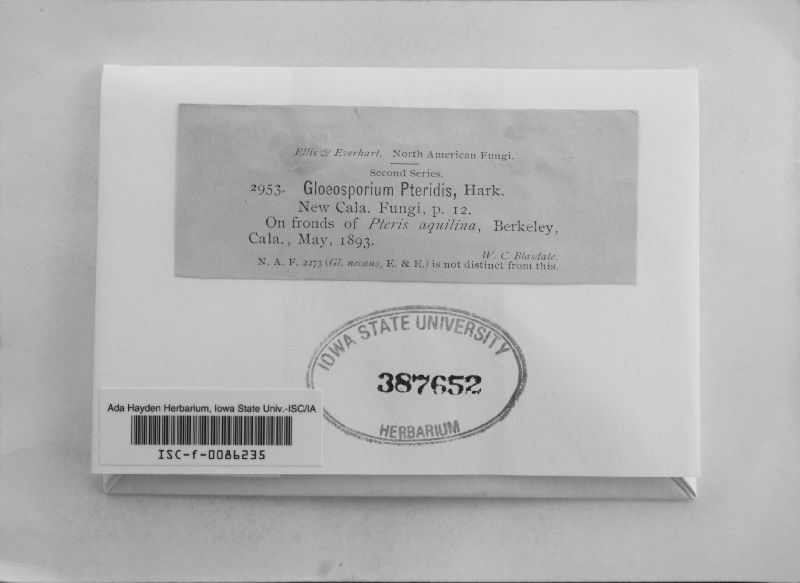 Ellis & Everhart. North American Fungi.
Second Series.
2953. Gloeosporium Pteridis, Hark.
New Cala. Fungi, p. 12.
On fronds of Pteris aquilina, Berkeley,
Cala., May, 1893.
W. C. Blasdale.
N. A. F. 2273 (Gl. necans, E. & E.) is not distinct from this.
IOWA STATE UNIVERSITY
387652
HERBARIUM
Ada Hayden Herbarium, Iowa State Univ.-ISC/IA
ISC-f-0086235